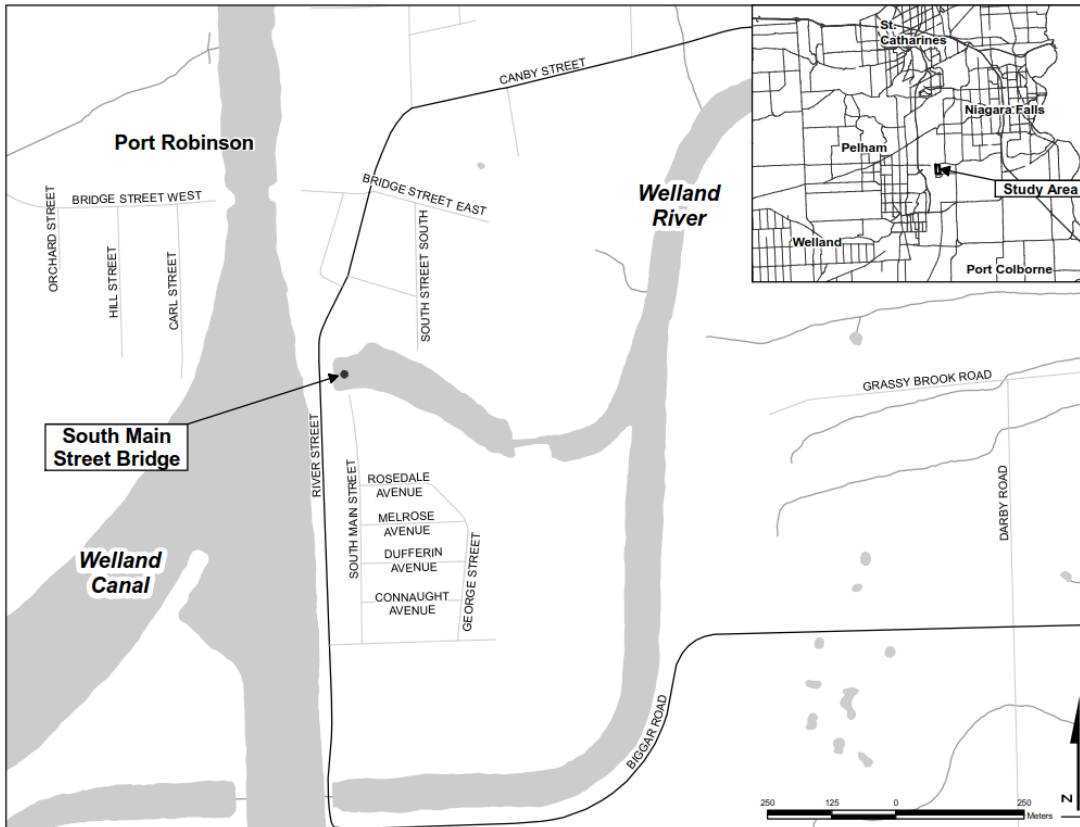 St.
Catharines
Niagara Falls
Pelham
Study Area
Welland
Port Colborne
CANBY STREET
Port Robinson
BRIDGE STREET WEST
BRIDGE STREET EAST
Welland
River
ORCHARD STREET
HILL STREET
CARL STREET
SOUTH STREET SOUTH
GRASSY BROOK ROAD
South Main
Street Bridge
RIVER STREET
SOUTH MAIN STREET
ROSEDALE
AVENUE
MELROSE
AVENUE
DUFFERIN
AVENUE
CONNAUGHT
AVENUE
GEORGE STREET
DARBY ROAD
Welland
Canal
BIGGAR ROAD
250
125
0
250
Meters
N